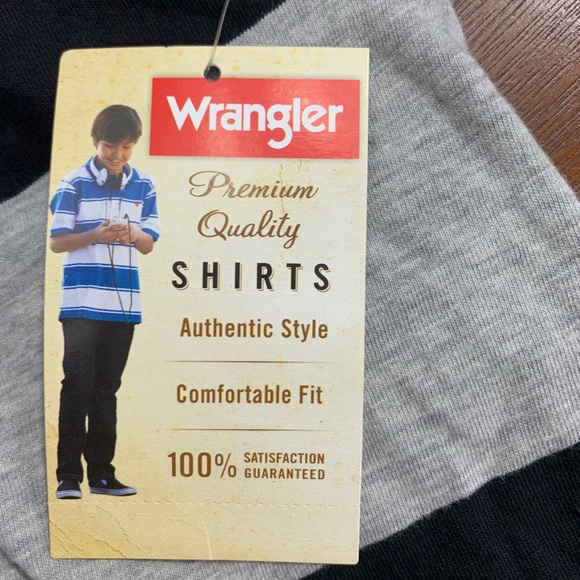 Wrangler
Premium
Quality
SHIRTS
Authentic Style
Comfortable Fit
100% SATISFACTION
GUARANTEED